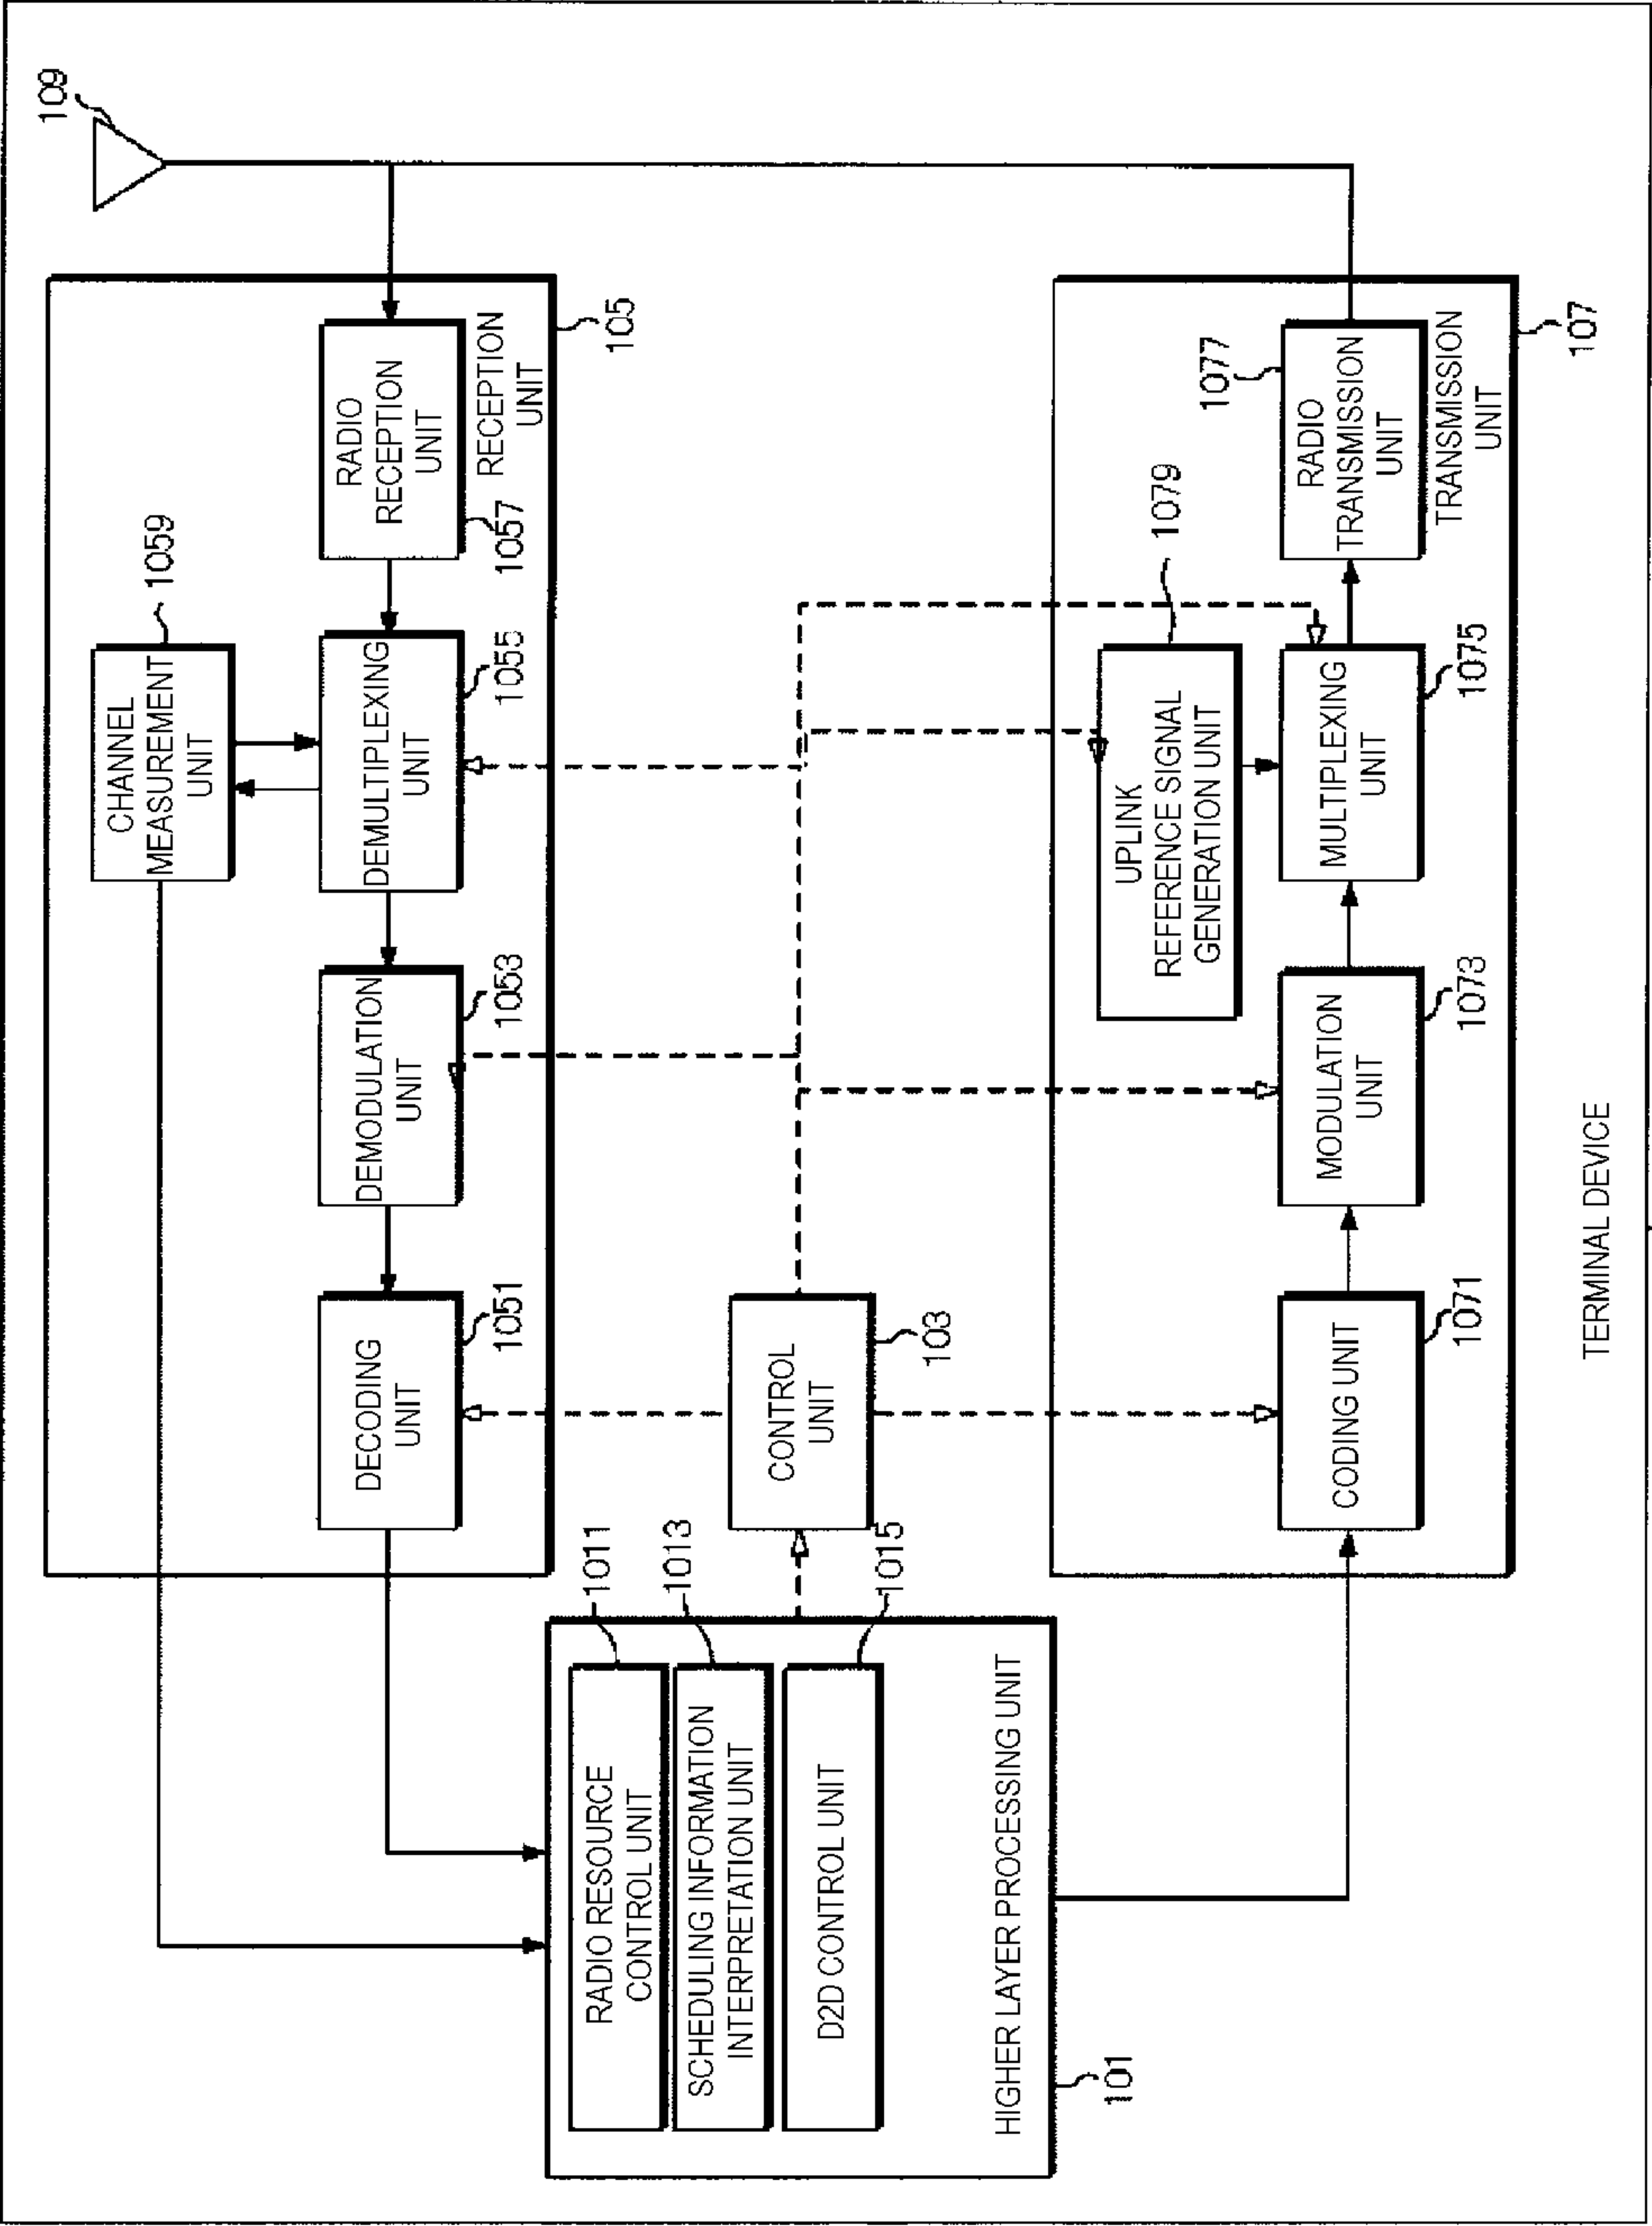 109
1059
CHANNEL
MEASUREMENT
UNIT
RADIO
RECEPTION
UNIT
1057
RECEPTION
UNIT
105
DEMULTIPLEXING
UNIT
1055
DEMODULATION
UNIT
1053
DECODING
UNIT
1051
CONTROL
UNIT
103
RADIO RESOURCE
CONTROL UNIT
1011
SCHEDULING INFORMATION
INTERPRETATION UNIT
1013
D2D CONTROL UNIT
1015
HIGHER LAYER PROCESSING UNIT
101
CODING UNIT
1071
MODULATION
UNIT
1073
UPLINK
REFERENCE SIGNAL
GENERATION UNIT
1079
MULTIPLEXING
UNIT
1075
1077
RADIO
TRANSMISSION
UNIT
TRANSMISSION
UNIT
107
TERMINAL DEVICE